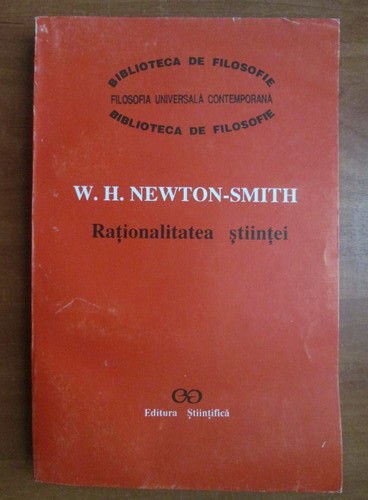 BIBLIOTECA DE FILOSOFIE
FILOSOFIA UNIVERSALĂ CONTEMPORANĂ
BIBLIOTECA DE FILOSOFIE
W. H. NEWTON-SMITH
Raționalitatea științei
Editura Științifică